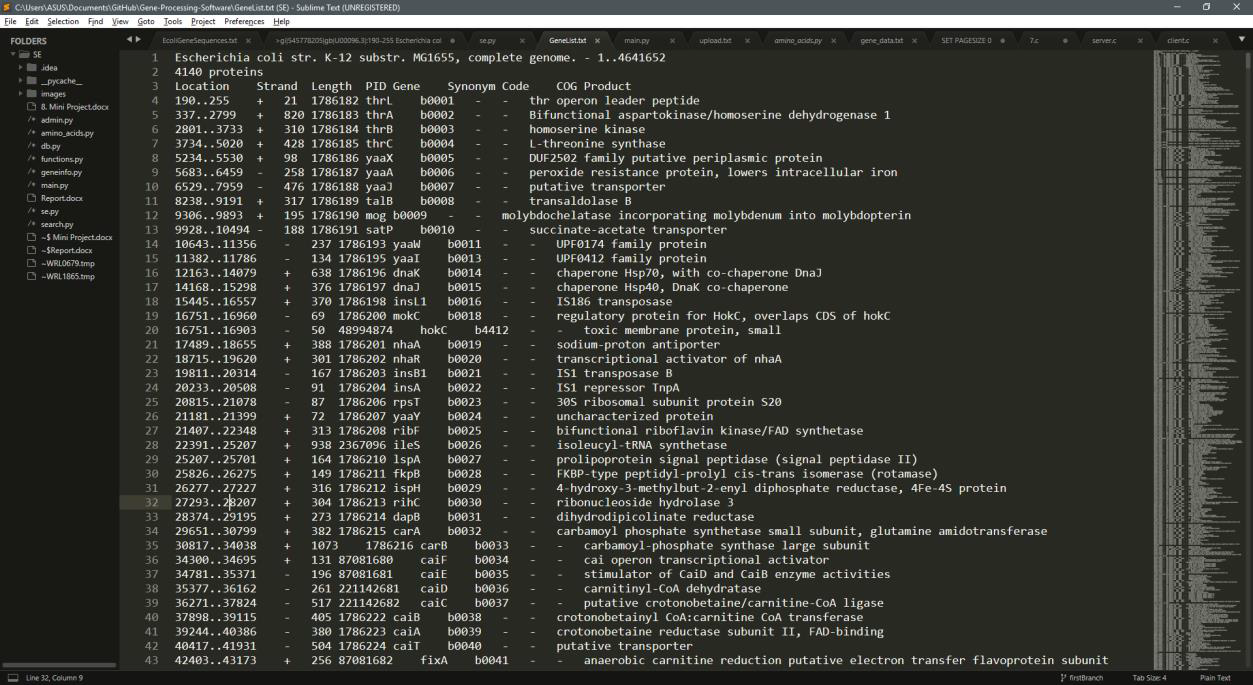 C:\Users\ASUS\Documents\GitHub\Gene-Processing-Software\GeneList.txt (SE) - Sublime Text (UNREGISTERED)
File Edit Selection Find View Goto Tools Project Preferences Help
FOLDERS
SE
.idea
__pycache__
images
8. Mini Project.docx
admin.py
amino_acids.py
db.py
functions.py
geneinfo.py
main.py
Report.docx
se.py
search.py
~$ Mini Project.docx
~$Report.docx
~WRL0679.tmp
~WRL1865.tmp
EcoliGeneSequences.txt × >gi|545778205|gb|U00096.3|:190-255 Escherichia col se.py × GeneList.txt × main.py × upload.txt × amino_acids.py × gene_data.txt × SET PAGESIZE 0 7.c server.c × client.c ×
1 Escherichia coli str. K-12 substr. MG1655, complete genome. - 1..4641652
2 4140 proteins
3 Location Strand Length PID Gene Synonym Code COG Product
4 190..255 + 21 1786182 thrL b0001 - - thr operon leader peptide
5 337..2799 + 820 1786183 thrA b0002 - - Bifunctional aspartokinase/homoserine dehydrogenase 1
6 2801..3733 + 310 1786184 thrB b0003 - - homoserine kinase
7 3734..5020 + 428 1786185 thrC b0004 - - L-threonine synthase
8 5234..5530 + 98 1786186 yaaX b0005 - - DUF2502 family putative periplasmic protein
9 5683..6459 - 258 1786187 yaaA b0006 - - peroxide resistance protein, lowers intracellular iron
10 6529..7959 - 476 1786188 yaaJ b0007 - - putative transporter
11 8238..9191 + 317 1786189 talB b0008 - - transaldolase B
12 9306..9893 + 195 1786190 mog b0009 - - molybdochelatase incorporating molybdenum into molybdopterin
13 9928..10494 - 188 1786191 satP b0010 - - succinate-acetate transporter
14 10643..11356 - 237 1786193 yaaW b0011 - - UPF0174 family protein
15 11382..11786 - 134 1786195 yaaI b0013 - - UPF0412 family protein
16 12163..14079 + 638 1786196 dnaK b0014 - - chaperone Hsp70, with co-chaperone DnaJ
17 14168..15298 + 376 1786197 dnaJ b0015 - - chaperone Hsp40, DnaK co-chaperone
18 15445..16557 + 370 1786198 insL1 b0016 - - IS186 transposase
19 16751..16960 - 69 1786200 mokC b0018 - - regulatory protein for HokC, overlaps CDS of hokC
20 16751..16903 - 50 48994874 hokC b4412 - - toxic membrane protein, small
21 17489..18655 + 388 1786201 nhaA b0019 - - sodium-proton antiporter
22 18715..19620 + 301 1786202 nhaR b0020 - - transcriptional activator of nhaA
23 19811..20314 - 167 1786203 insB1 b0021 - - IS1 transposase B
24 20233..20508 - 91 1786204 insA b0022 - - IS1 repressor TnpA
25 20815..21078 - 87 1786206 rpsT b0023 - - 30S ribosomal subunit protein S20
26 21181..21399 + 72 1786207 yaaY b0024 - - uncharacterized protein
27 21407..22348 + 313 1786208 ribF b0025 - - bifunctional riboflavin kinase/FAD synthetase
28 22391..25207 + 938 2367096 ileS b0026 - - isoleucyl-tRNA synthetase
29 25207..25701 + 164 1786210 lspA b0027 - - prolipoprotein signal peptidase (signal peptidase II)
30 25826..26275 + 149 1786211 fkpB b0028 - - FKBP-type peptidyl-prolyl cis-trans isomerase (rotamase)
31 26277..27227 + 316 1786212 ispH b0029 - - 4-hydroxy-3-methylbut-2-enyl diphosphate reductase, 4Fe-4S protein
32 27293..28207 + 304 1786213 rihC b0030 - - ribonucleoside hydrolase 3
33 28374..29195 + 273 1786214 dapB b0031 - - dihydrodipicolinate reductase
34 29651..30799 + 382 1786215 carA b0032 - - carbamoyl phosphate synthetase small subunit, glutamine amidotransferase
35 30817..34038 + 1073 1786216 carB b0033 - - carbamoyl-phosphate synthase large subunit
36 34300..34695 + 131 87081680 caiF b0034 - - cai operon transcriptional activator
37 34781..35371 - 196 87081681 caiE b0035 - - stimulator of CaiD and CaiB enzyme activities
38 35377..36162 - 261 221142681 caiD b0036 - - carnitinyl-CoA dehydratase
39 36271..37824 - 517 221142682 caiC b0037 - - putative crotonobetaine/carnitine-CoA ligase
40 37898..39115 - 405 1786222 caiB b0038 - - crotonobetainyl CoA:carnitine CoA transferase
41 39244..40386 - 380 1786223 caiA b0039 - - crotonobetaine reductase subunit II, FAD-binding
42 40417..41931 - 504 1786224 caiT b0040 - - putative transporter
43 42403..43173 + 256 87081682 fixA b0041 - - anaerobic carnitine reduction putative electron transfer flavoprotein subunit
Line 32, Column 9 firstBranch Tab Size: 4 Plain Text